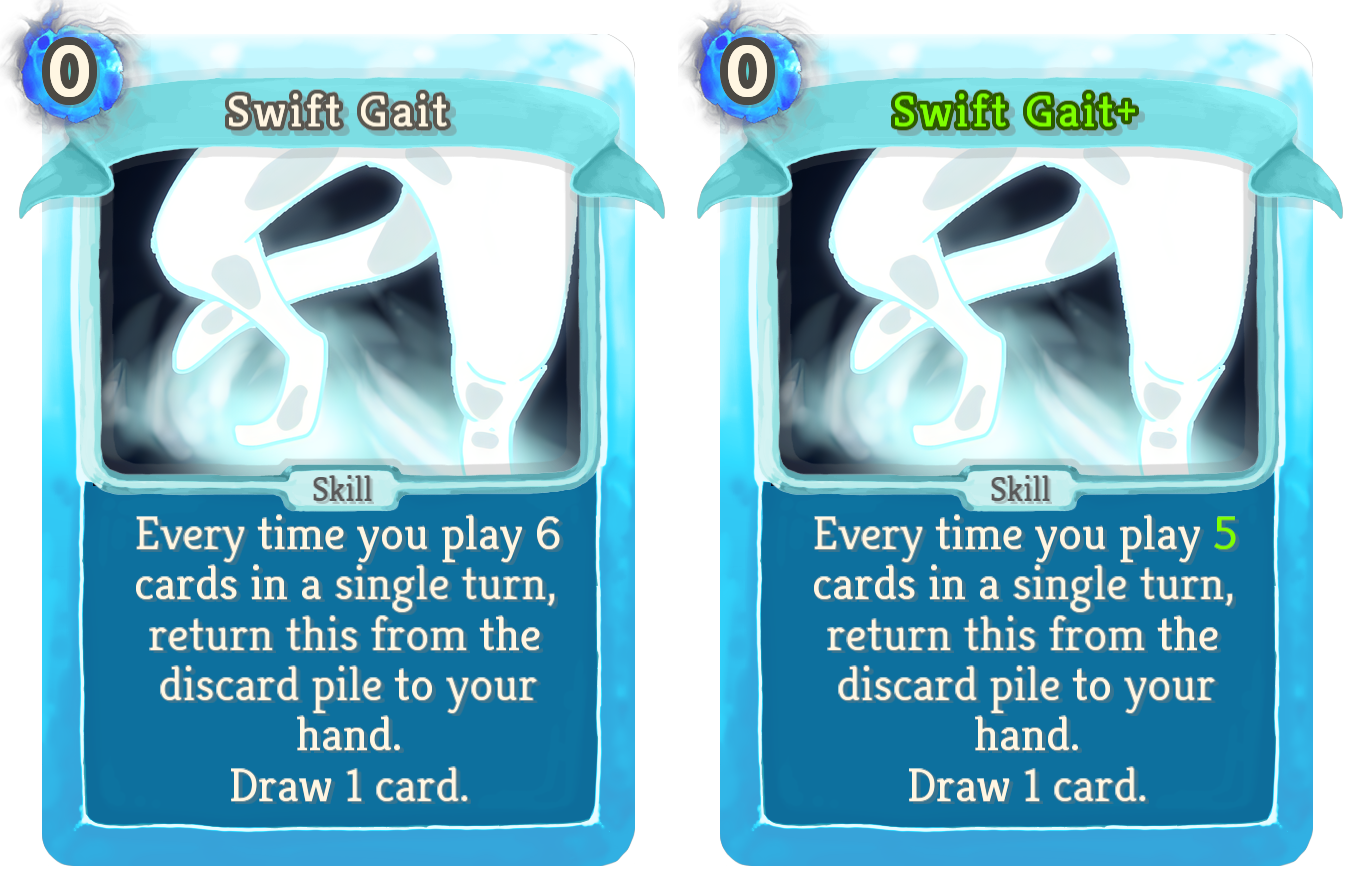 0
Swift Gait
Skill
Every time you play 6
cards in a single turn,
return this from the
discard pile to your
hand.
Draw 1 card.
0
Swift Gait+
Skill
Every time you play 5
cards in a single turn,
return this from the
discard pile to your
hand.
Draw 1 card.